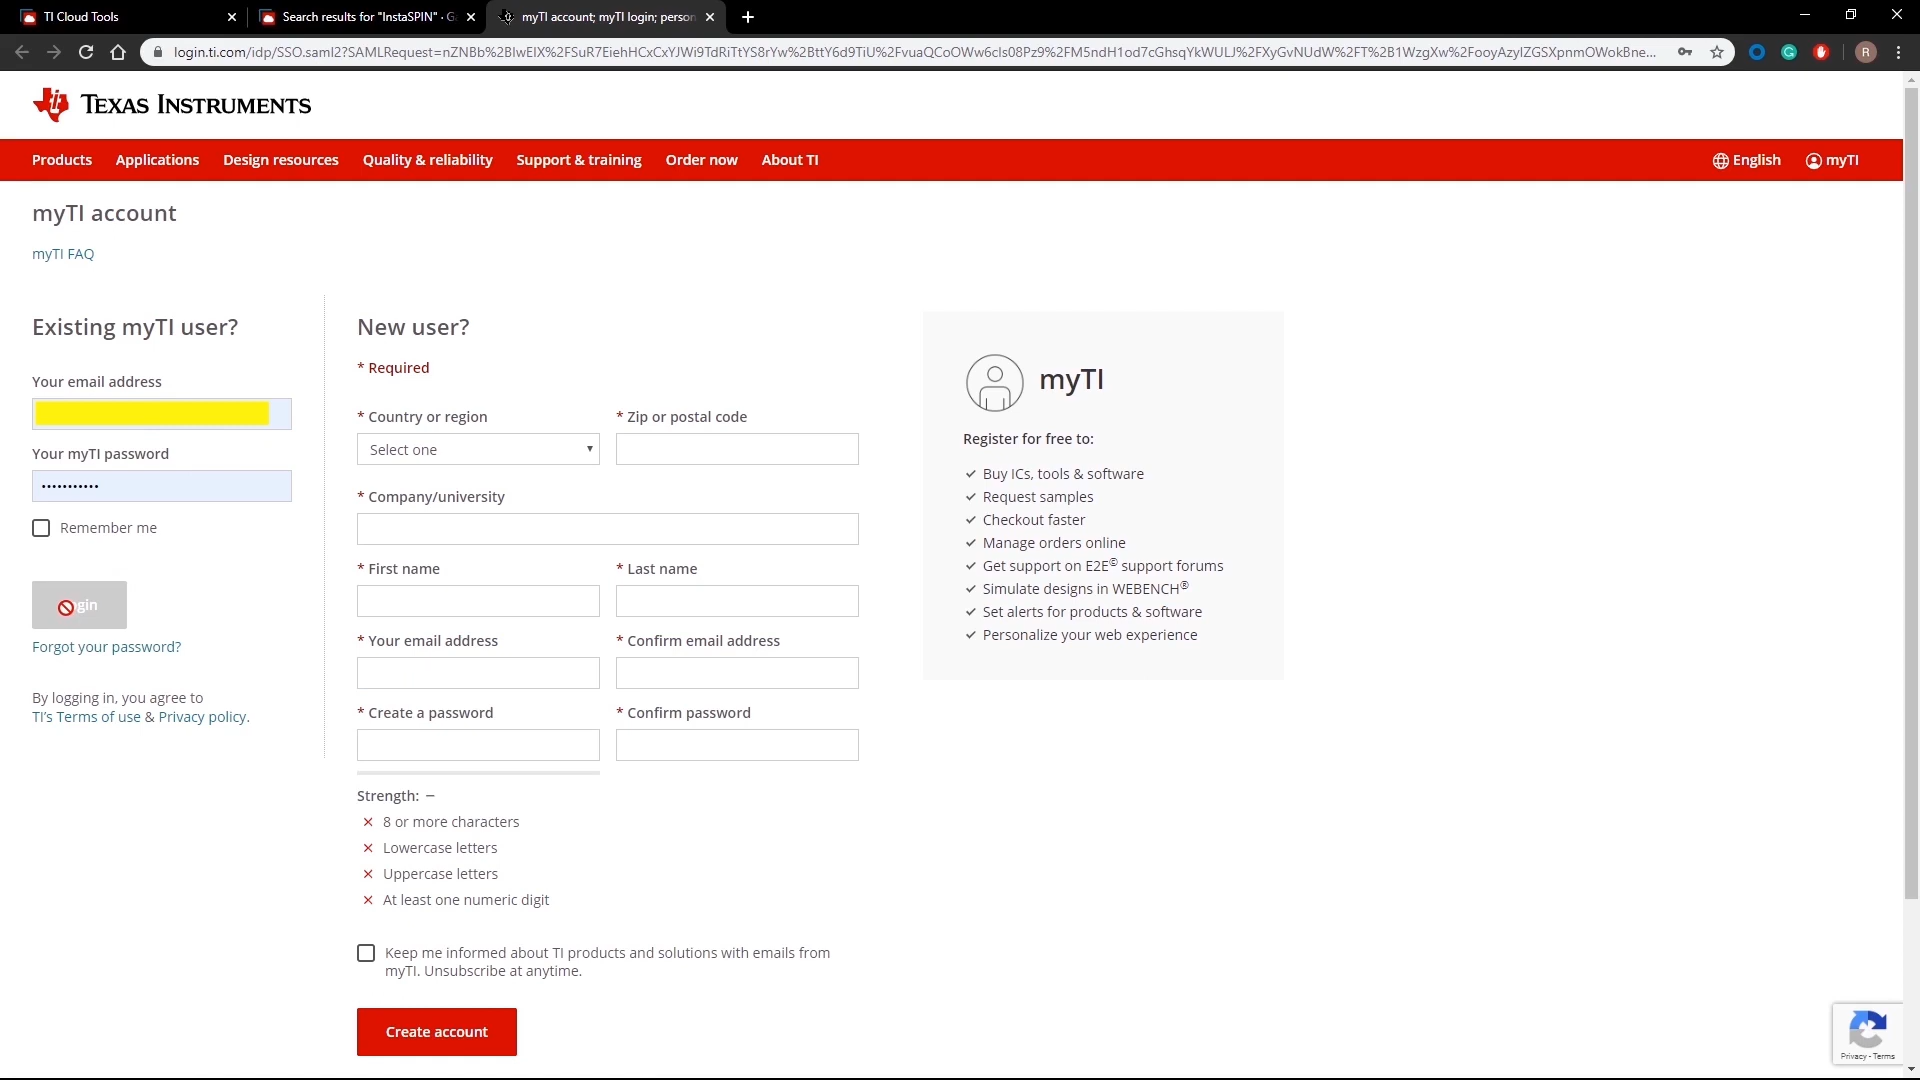 TI Cloud Tools
Search results for "InstaSPIN" · G
myTI account; myTI login; person
login.ti.com/idp/SSO.saml2?SAMLRequest=nZNBb%2BIwEIX%2FSuR7EiehHCxCxYJWi9TdRiTtYS8rYw%2BttY6d9TiU%2FvuaQCoOWw6cls08Pz9%2FM5ndH1od7cGhsqYkWULJ%2FXyGvNUdW%2FT%2B1WzgXw%2FooyAzyIZGSXpnmOWokBne...
R
TEXAS INSTRUMENTS
Products
Applications
Design resources
Quality & reliability
Support & training
Order now
About TI
English
myTI
myTI account
myTI FAQ
Existing myTI user?
Your email address
Your myTI password
•••••••••••
Remember me
gin
Forgot your password?
By logging in, you agree to
TI's Terms of use & Privacy policy.
New user?
* Required
* Country or region
* Zip or postal code
Select one
* Company/university
* First name
* Last name
* Your email address
* Confirm email address
* Create a password
* Confirm password
Strength: –
8 or more characters
Lowercase letters
Uppercase letters
At least one numeric digit
Keep me informed about TI products and solutions with emails from
myTI. Unsubscribe at anytime.
Create account
myTI
Register for free to:
Buy ICs, tools & software
Request samples
Checkout faster
Manage orders online
Get support on E2E® support forums
Simulate designs in WEBENCH®
Set alerts for products & software
Personalize your web experience
Privacy - Terms